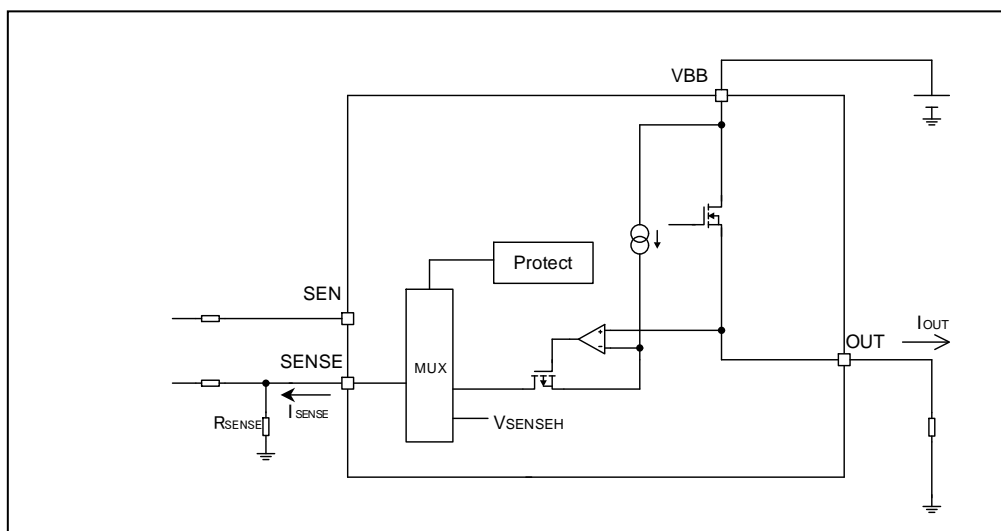 VBB
Protect
SEN
IOUT
OUT
SENSE
MUX
+
-
ISENSE
RSENSE
VSENSEH